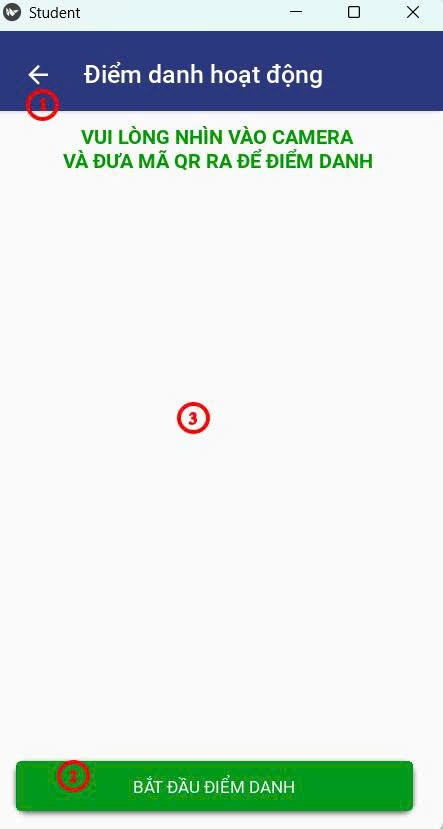 Student
Điểm danh hoạt động
1
VUI LÒNG NHÌN VÀO CAMERA
VÀ ĐƯA MÃ QR RA ĐỂ ĐIỂM DANH
3
2
BẮT ĐẦU ĐIỂM DANH